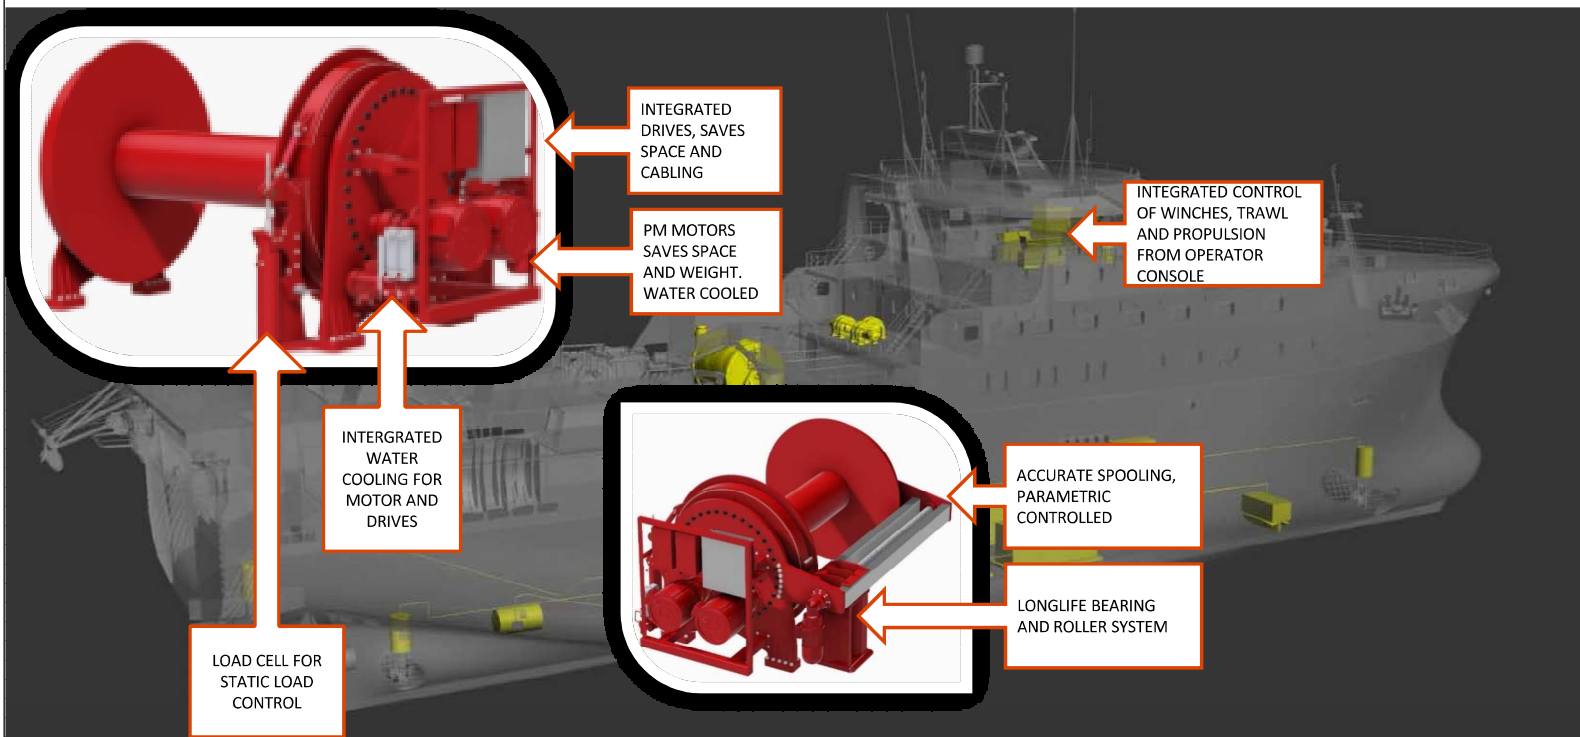 INTEGRATED
DRIVES, SAVES
SPACE AND
CABLING
PM MOTORS
SAVES SPACE
AND WEIGHT.
WATER COOLED
INTEGRATED CONTROL
OF WINCHES, TRAWL
AND PROPULSION
FROM OPERATOR
CONSOLE
INTERGRATED
WATER
COOLING FOR
MOTOR AND
DRIVES
ACCURATE SPOOLING,
PARAMETRIC
CONTROLLED
LONGLIFE BEARING
AND ROLLER SYSTEM
LOAD CELL FOR
STATIC LOAD
CONTROL